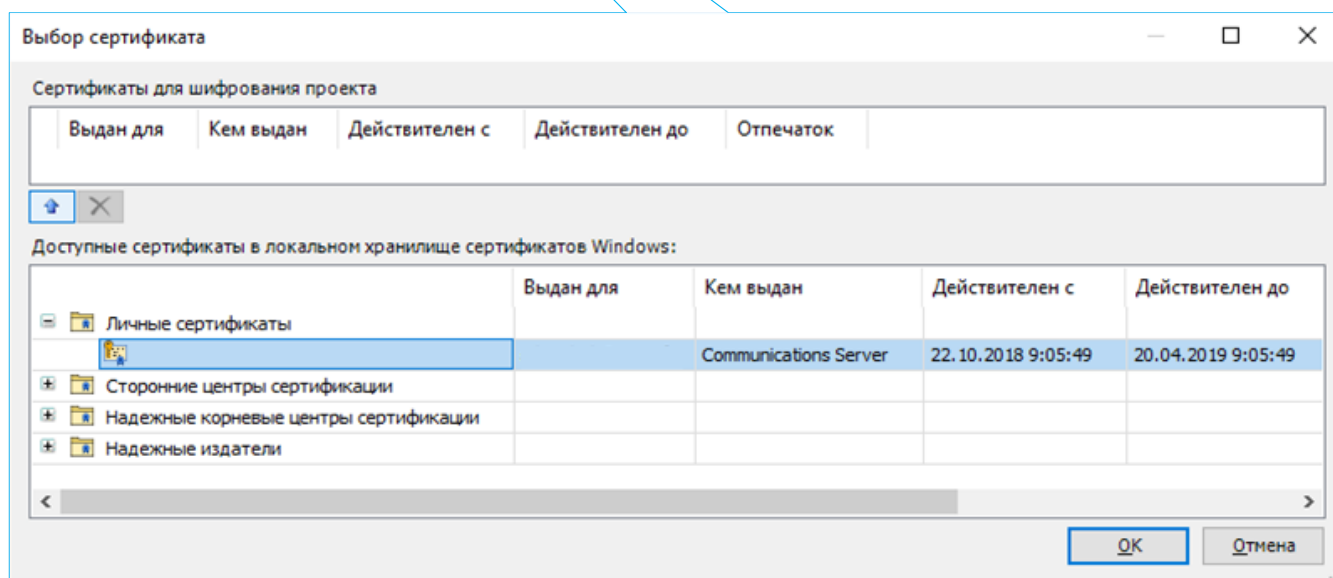 Выбор сертификата
Сертификаты для шифрования проекта
Выдан для Кем выдан Действителен с Действителен до Отпечаток
Доступные сертификаты в локальном хранилище сертификатов Windows:
Выдан для Кем выдан Действителен с Действителен до
Личные сертификаты
Communications Server 22.10.2018 9:05:49 20.04.2019 9:05:49
Сторонние центры сертификации
Надежные корневые центры сертификации
Надежные издатели
OK Отмена